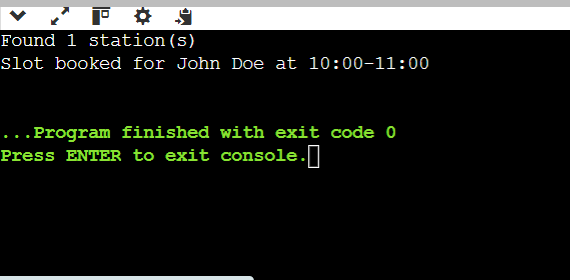 Found 1 station(s)
Slot booked for John Doe at 10:00-11:00
...Program finished with exit code 0
Press ENTER to exit console.